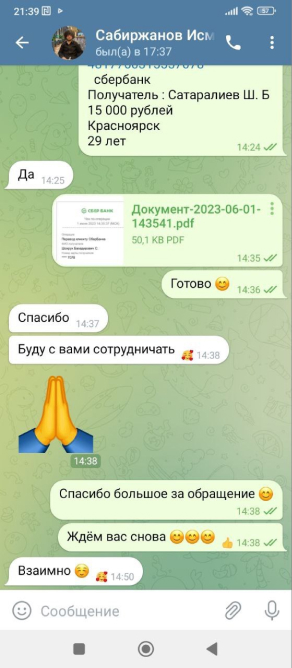 21:39
Сабиржанов Исм
был(а) в 17:37
сбербанк
Получатель : Сатаралиев Ш. Б
15 000 рублей
Красноярск
29 лет
14:24
Да
14:25
СБЕРБАНК
Документ-2023-06-01-
143541.pdf
50,1 KB PDF
14:35
Готово 😊
14:36
Спасибо
14:37
Буду с вами сотрудничать
🥰 14:38
14:38
Спасибо большое за обращение 😊
14:38
Ждём вас снова 😊😊😊
👍 14:38
Взаимно ☺️
🥰 14:50
Сообщение